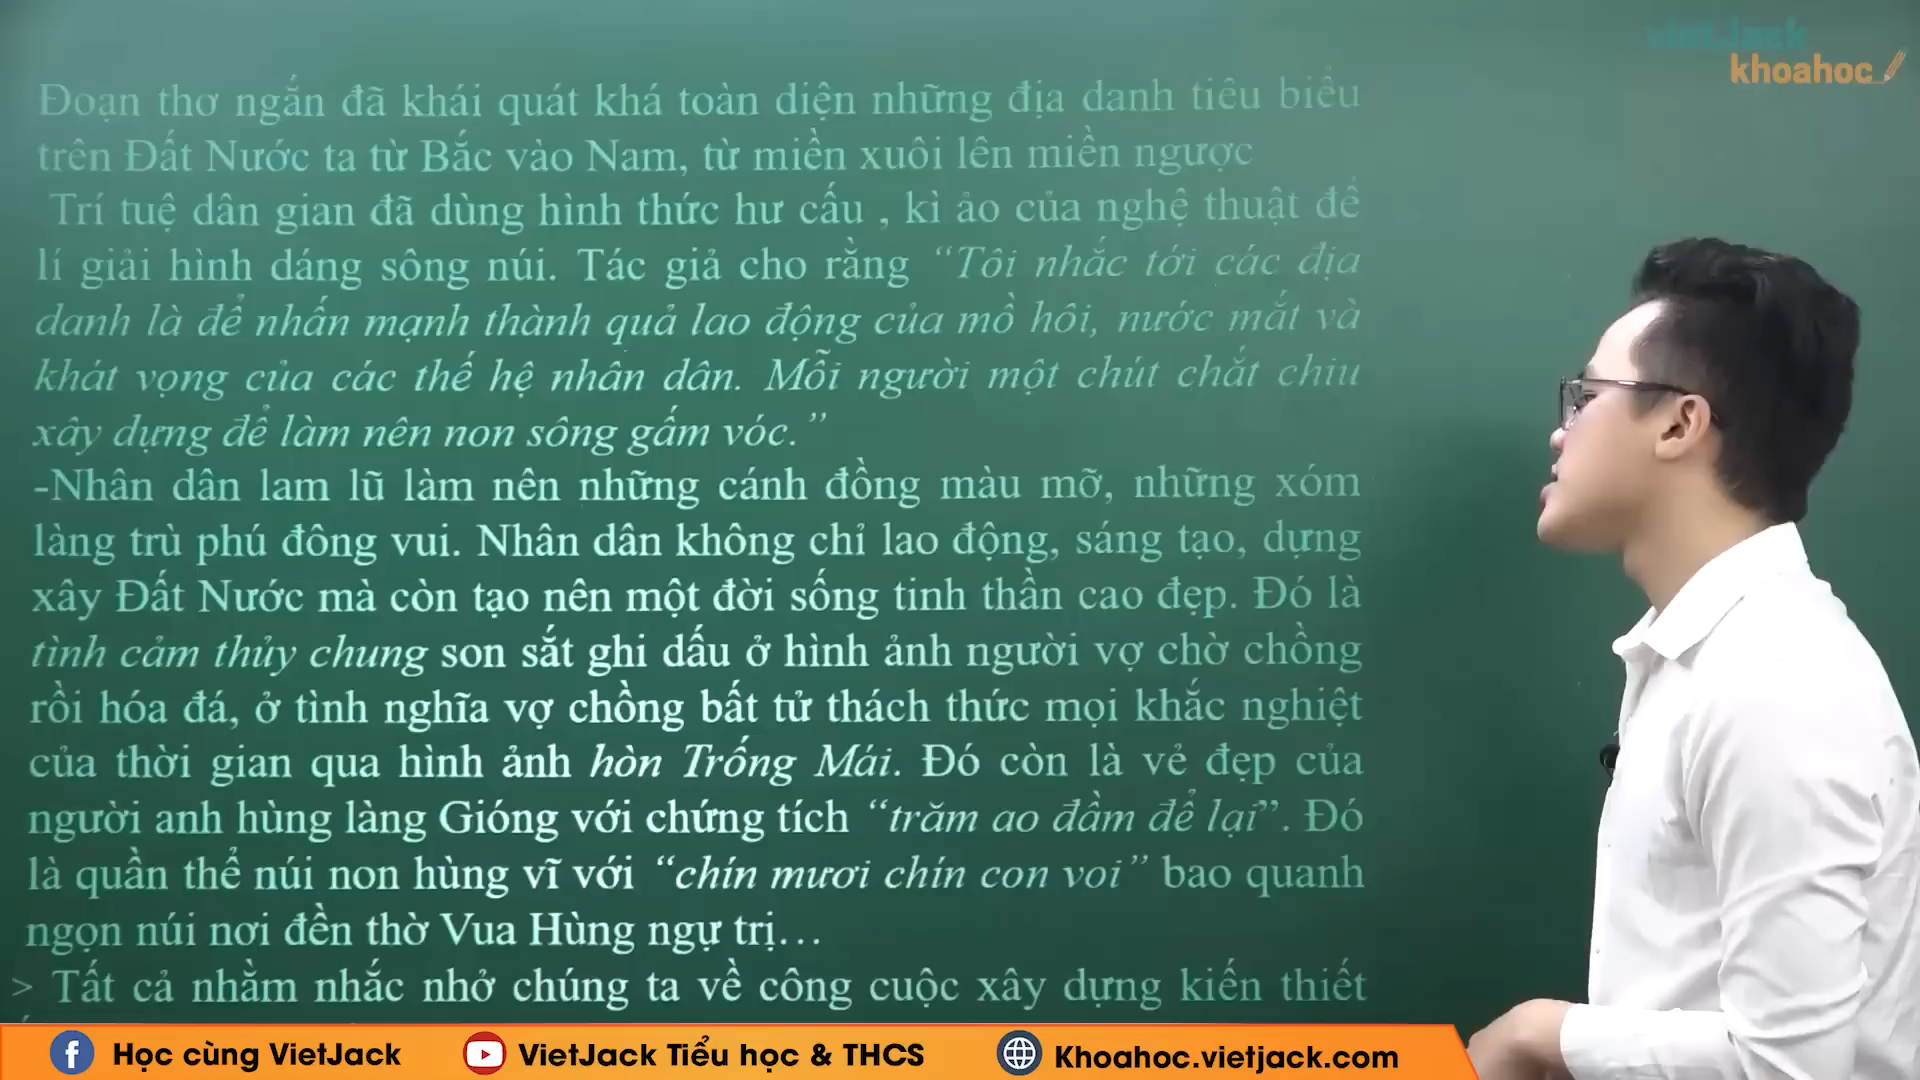 vietJack
khoahoc
Đoạn thơ ngắn đã khái quát khá toàn diện những địa danh tiêu biểu
trên Đất Nước ta từ Bắc vào Nam, từ miền xuôi lên miền ngược
Trí tuệ dân gian đã dùng hình thức hư cấu , kì ảo của nghệ thuật để
lí giải hình dáng sông núi. Tác giả cho rằng “Tôi nhắc tới các địa
danh là để nhấn mạnh thành quả lao động của mồ hôi, nước mắt và
khát vọng của các thế hệ nhân dân. Mỗi người một chút chắt chiu
xây dựng để làm nên non sông gấm vóc.”
-Nhân dân lam lũ làm nên những cánh đồng màu mỡ, những xóm
làng trù phú đông vui. Nhân dân không chỉ lao động, sáng tạo, dựng
xây Đất Nước mà còn tạo nên một đời sống tinh thần cao đẹp. Đó là
tình cảm thủy chung son sắt ghi dấu ở hình ảnh người vợ chờ chồng
rồi hóa đá, ở tình nghĩa vợ chồng bất tử thách thức mọi khắc nghiệt
của thời gian qua hình ảnh hòn Trống Mái. Đó còn là vẻ đẹp của
người anh hùng làng Gióng với chứng tích “trăm ao đầm để lại”. Đó
là quần thể núi non hùng vĩ với “chín mươi chín con voi” bao quanh
ngọn núi nơi đền thờ Vua Hùng ngự trị…
> Tất cả nhằm nhắc nhở chúng ta về công cuộc xây dựng kiến thiết
Học cùng VietJack
VietJack Tiểu học & THCS
Khoahoc.vietjack.com